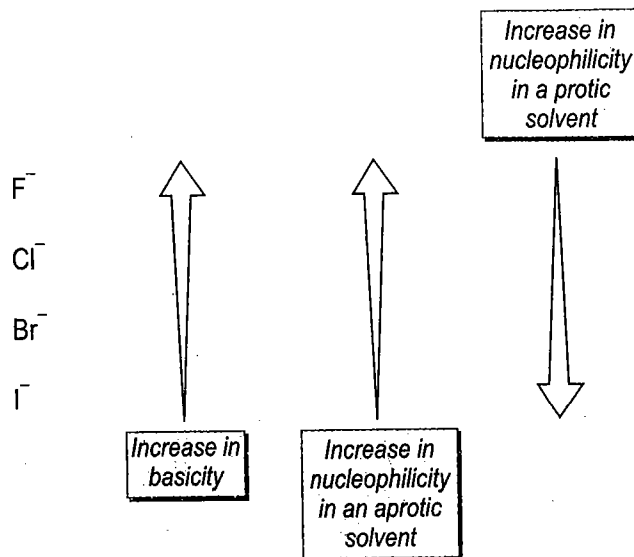 Increase in
nucleophilicity
in a protic
solvent
F⁻
Cl⁻
Br⁻
I⁻
Increase in
basicity
Increase in
nucleophilicity
in an aprotic
solvent